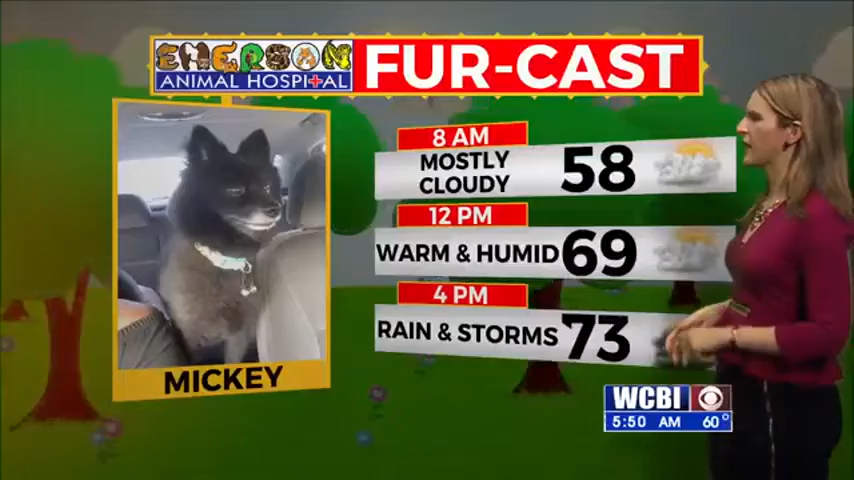 EMERSON
ANIMAL HOSPITAL
FUR-CAST
8 AM
MOSTLY
CLOUDY
58
12 PM
WARM & HUMID
69
4 PM
RAIN & STORMS
73
MICKEY
WCBI
5:50 AM 60°